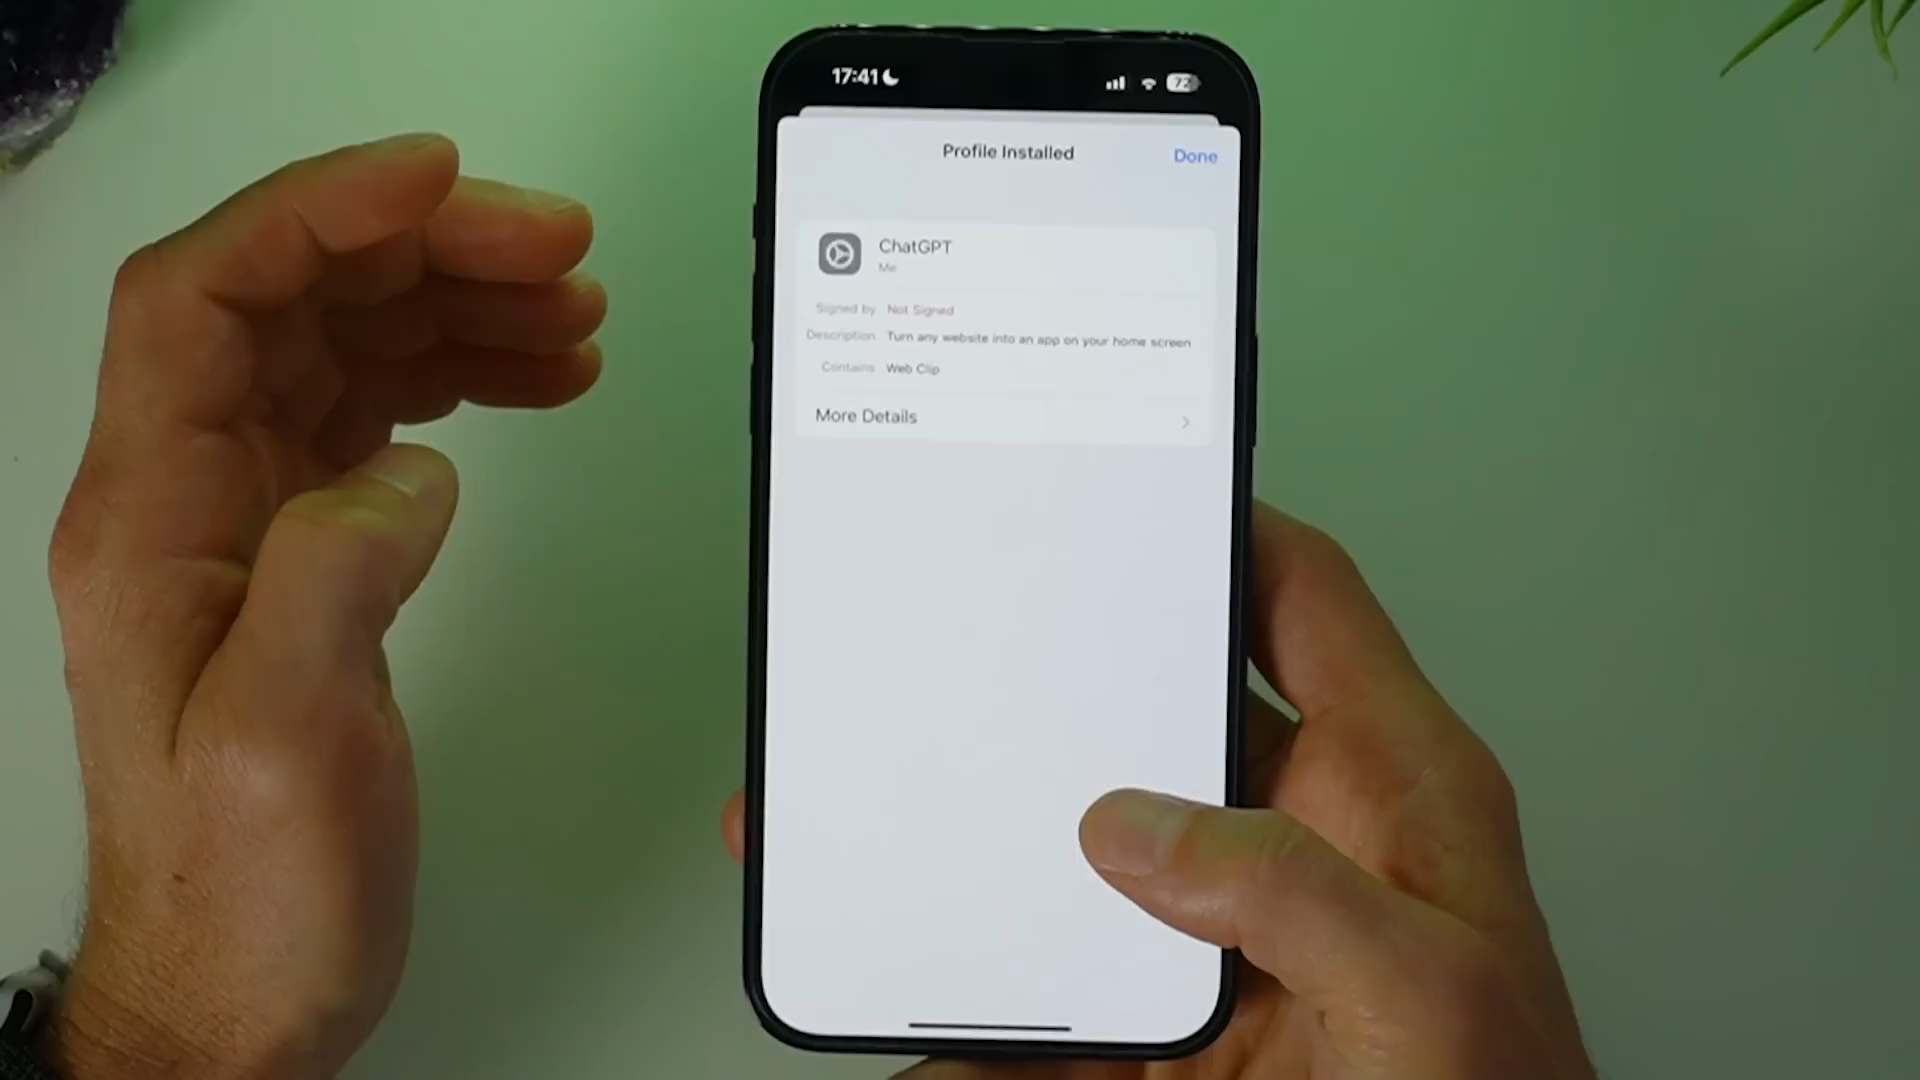 17:41
72
Profile Installed
Done
ChatGPT
Me
Signed by Not Signed
Description Turn any website into an app on your home screen
Contains Web Clip
More Details